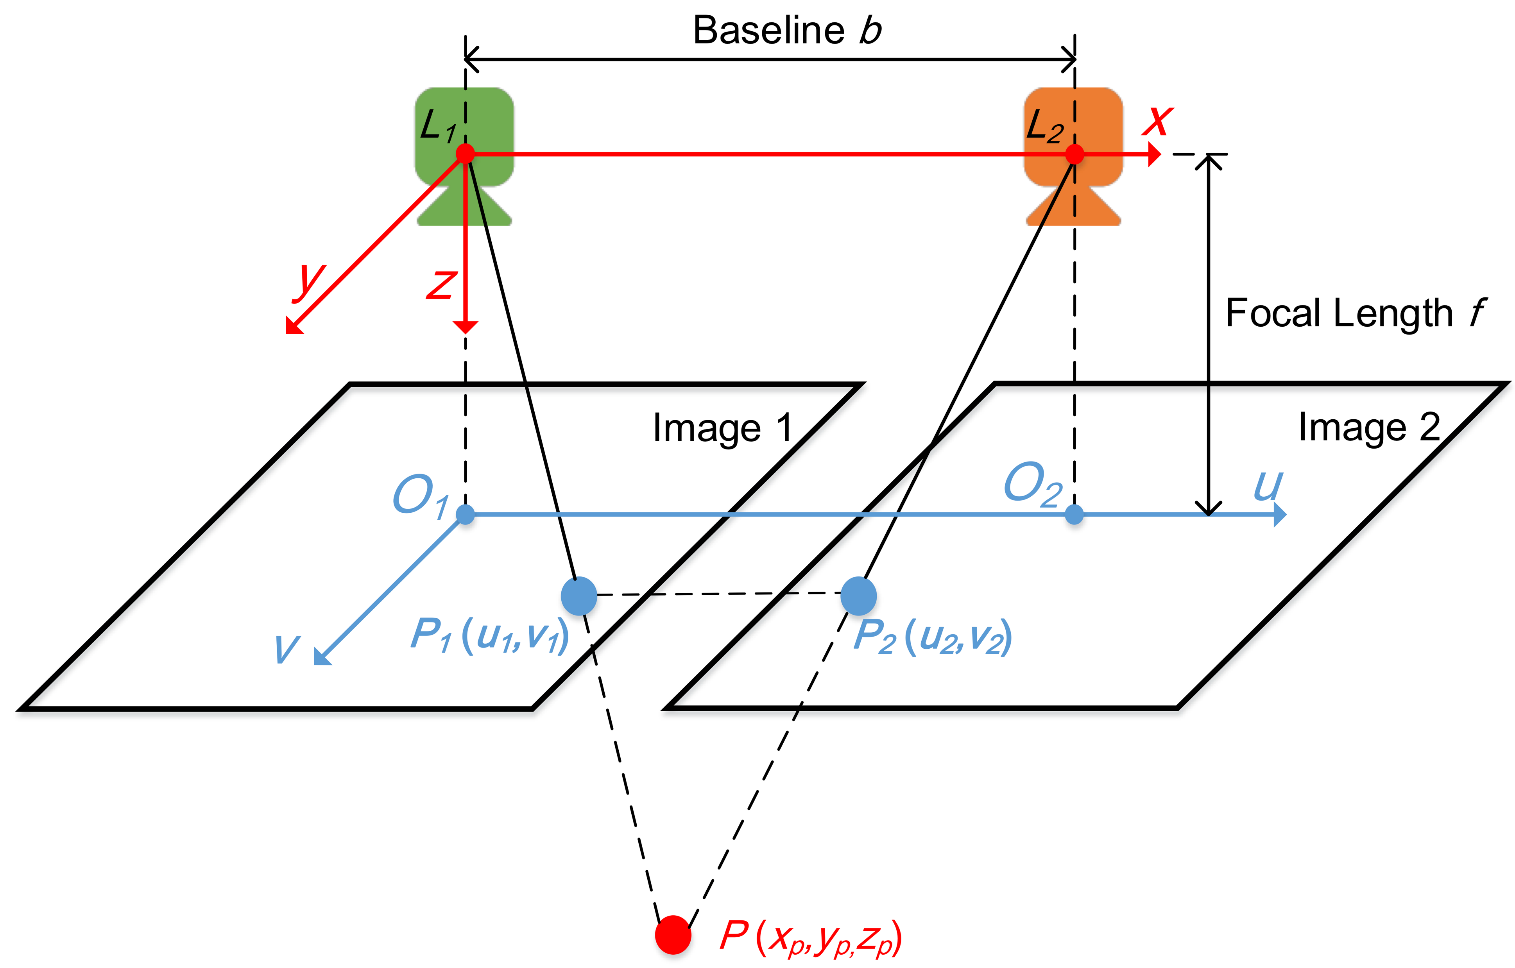 Baseline b
L1
L2
x
y
z
Focal Length f
Image 1
Image 2
O1
O2
u
v
P1 (u1,v1)
P2 (u2,v2)
P (xp,yp,zp)